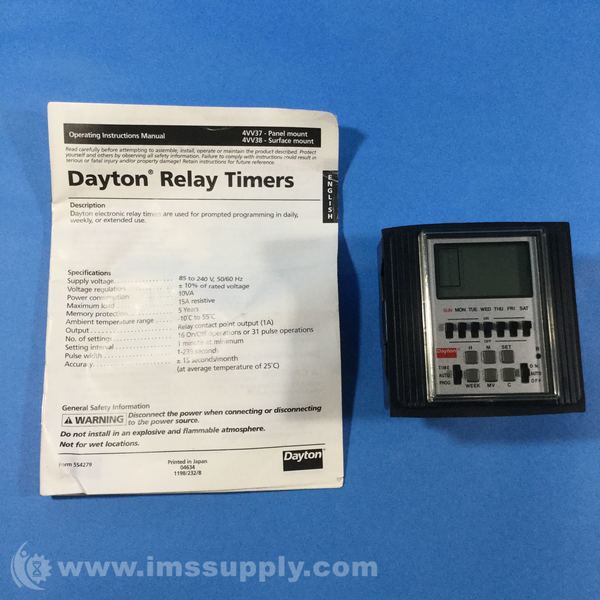 Operating Instructions Manual
4VV37 - Panel mount
4VV38 - Surface mount
Read carefully before attempting to assemble, install, operate or maintain the product described. Protect
yourself and others by observing all safety information. Failure to comply with instructions could result in
serious or fatal injury and/or property damage! Retain instructions for future reference.
Dayton® Relay Timers
ENGLISH
Description
Dayton electronic relay timers are used for prompted programming in daily,
weekly, or extended use.
Specifications
Supply voltage 85 to 240 V, 50/60 Hz
Voltage regulation ± 10% of rated voltage
Power consumption 10VA
Maximum load 15A resistive
Memory protection 5 Years
Ambient temperature range -10°C to 55°C
Output Relay contact point output (1A)
No. of settings 16 On/Off operations or 31 pulse operations
Setting interval 1 minute at minimum
Pulse width 1-239 seconds
Accuracy ± 15 seconds/month
(at average temperature of 25°C)
General Safety Information
WARNING Disconnect the power when connecting or disconnecting
to the power source.
Do not install in an explosive and flammable atmosphere.
Not for wet locations.
Form 5S4279
Printed in Japan
04634
1198/232/8
Dayton®
SUN MON TUE WED THU FRI SAT
ON
OFF
Dayton H M SET
TIME
AUTO
PROG
WEEK MV C
ON
AUTO
OFF
www.imssupply.com